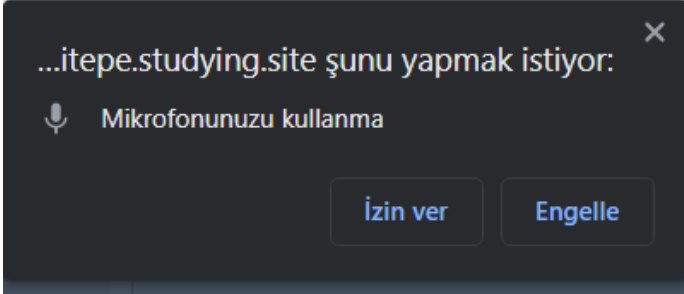 ...itepe.studying.site şunu yapmak istiyor:
Mikrofonunuzu kullanma
İzin ver
Engelle